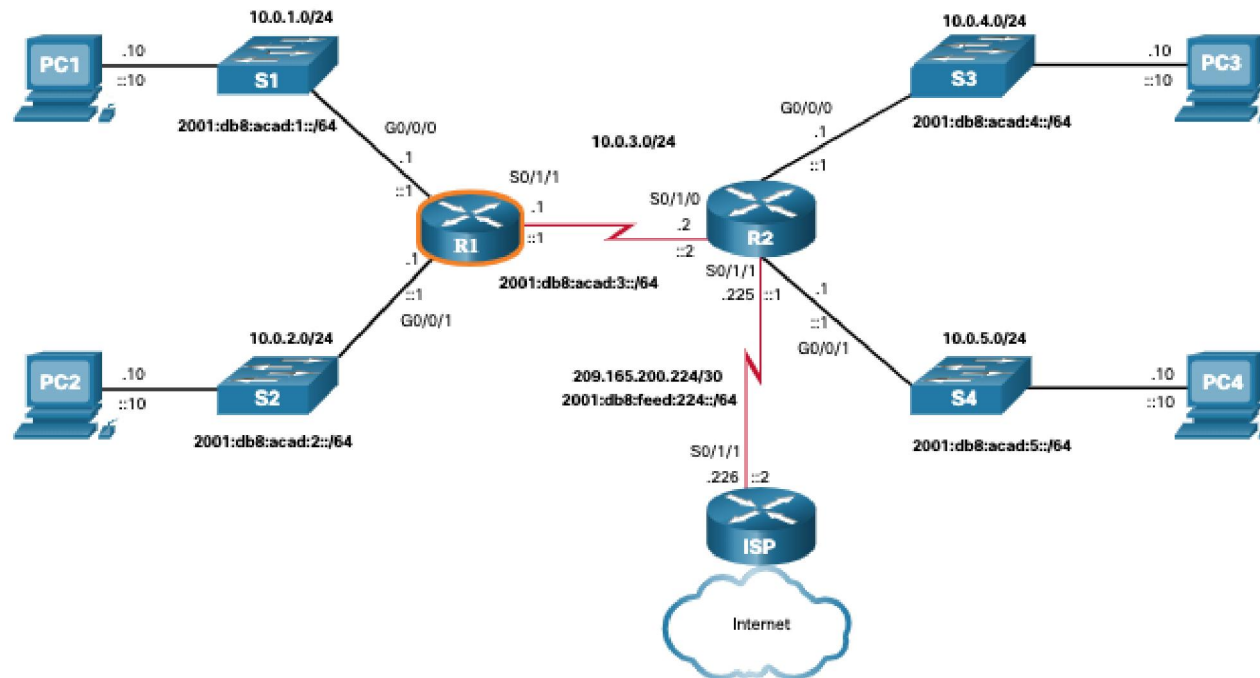 10.0.1.0/24
PC1
.10
::10
S1
2001:db8:acad:1::/64
G0/0/0
.1
::1
10.0.3.0/24
S0/1/1
.1
::1
R1
2001:db8:acad:3::/64
.1
::1
G0/0/1
10.0.2.0/24
PC2
.10
::10
S2
2001:db8:acad:2::/64
10.0.4.0/24
S3
.10
::10
PC3
2001:db8:acad:4::/64
G0/0/0
.1
::1
S0/1/0
.2
::2
R2
S0/1/1
.225
::1
.1
::1
G0/0/1
10.0.5.0/24
S4
.10
::10
PC4
2001:db8:acad:5::/64
209.165.200.224/30
2001:db8:feed:224::/64
S0/1/1
.226
::2
ISP
Internet